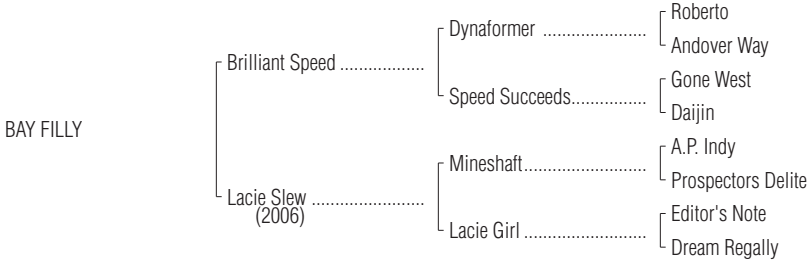 Roberto
Dynaformer ......................
Andover Way
Brilliant Speed ..................
Gone West
Speed Succeeds................
Daijin
BAY FILLY
A.P. Indy
Mineshaft..........................
Prospectors Delite
Lacie Slew ........................
(2006)
Editor's Note
Lacie Girl ..........................
Dream Regally